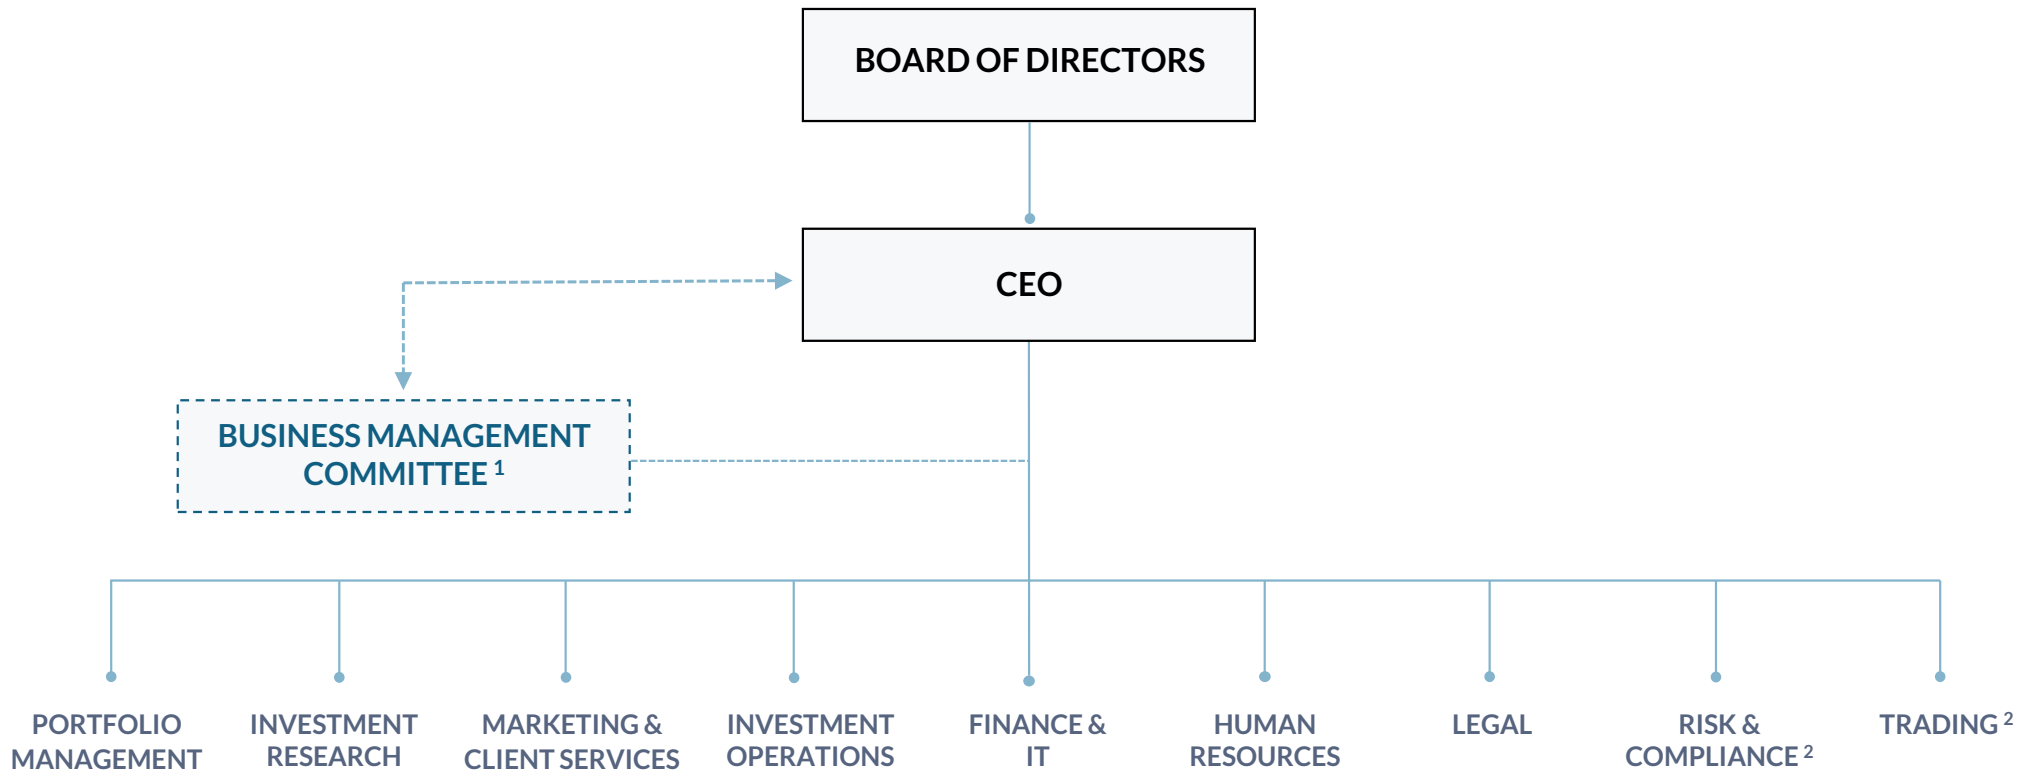 BOARD OF DIRECTORS
CEO
BUSINESS MANAGEMENT
COMMITTEE ¹
PORTFOLIO
MANAGEMENT
INVESTMENT
RESEARCH
MARKETING &
CLIENT SERVICES
INVESTMENT
OPERATIONS
FINANCE &
IT
HUMAN
RESOURCES
LEGAL
RISK &
COMPLIANCE ²
TRADING ²